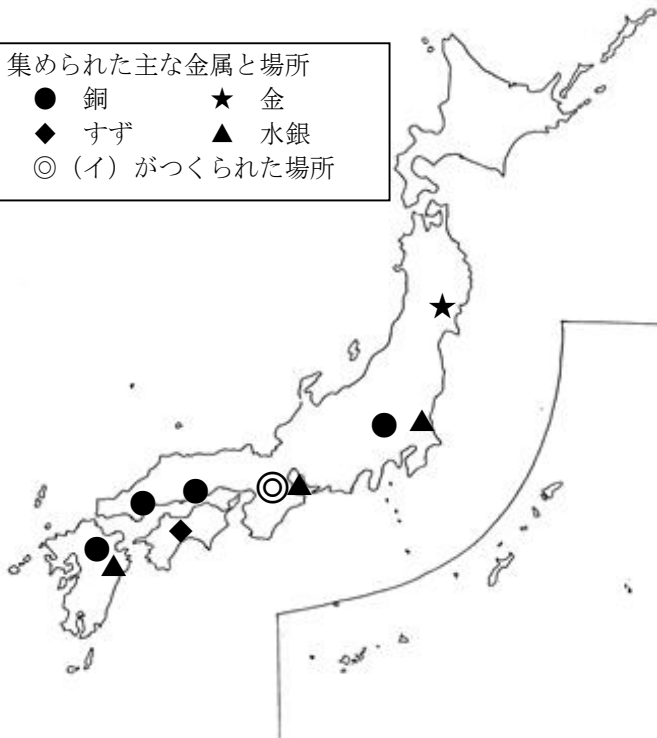 集められた主な金属と場所
● 銅 ★ 金
◆ すず ▲ 水銀
◎ (イ)がつくられた場所